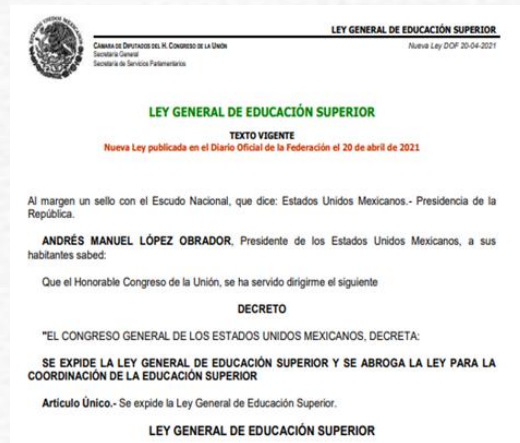 LEY GENERAL DE EDUCACIÓN SUPERIOR
CÁMARA DE DIPUTADOS DEL H. CONGRESO DE LA UNIÓN
Nueva Ley DOF 20-04-2021
Secretaría General
Secretaría de Servicios Parlamentarios
LEY GENERAL DE EDUCACIÓN SUPERIOR
TEXTO VIGENTE
Nueva Ley publicada en el Diario Oficial de la Federación el 20 de abril de 2021
Al margen un sello con el Escudo Nacional, que dice: Estados Unidos Mexicanos.- Presidencia de la
República.
ANDRÉS MANUEL LÓPEZ OBRADOR, Presidente de los Estados Unidos Mexicanos, a sus
habitantes sabed:
Que el Honorable Congreso de la Unión, se ha servido dirigirme el siguiente
DECRETO
"EL CONGRESO GENERAL DE LOS ESTADOS UNIDOS MEXICANOS, DECRETA:
SE EXPIDE LA LEY GENERAL DE EDUCACIÓN SUPERIOR Y SE ABROGA LA LEY PARA LA
COORDINACIÓN DE LA EDUCACIÓN SUPERIOR
Artículo Único.- Se expide la Ley General de Educación Superior.
LEY GENERAL DE EDUCACIÓN SUPERIOR